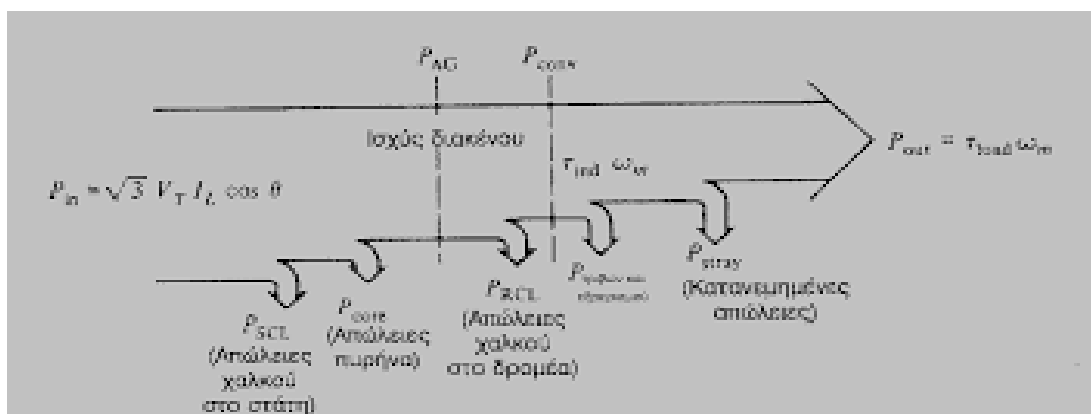 P_AG P_conv
Ισχύς διακένου
P_out = τ_load ω_m
τ_ind ω_m
P_in = √3 V_T I_L cos θ
P_SCL
(Απώλειες
χαλκού
στο στάτη)
P_core
(Απώλειες
πυρήνα)
P_RCL
(Απώλειες
χαλκού
στο δρομέα)
P_stray
(Κατανεμημένες
απώλειες)